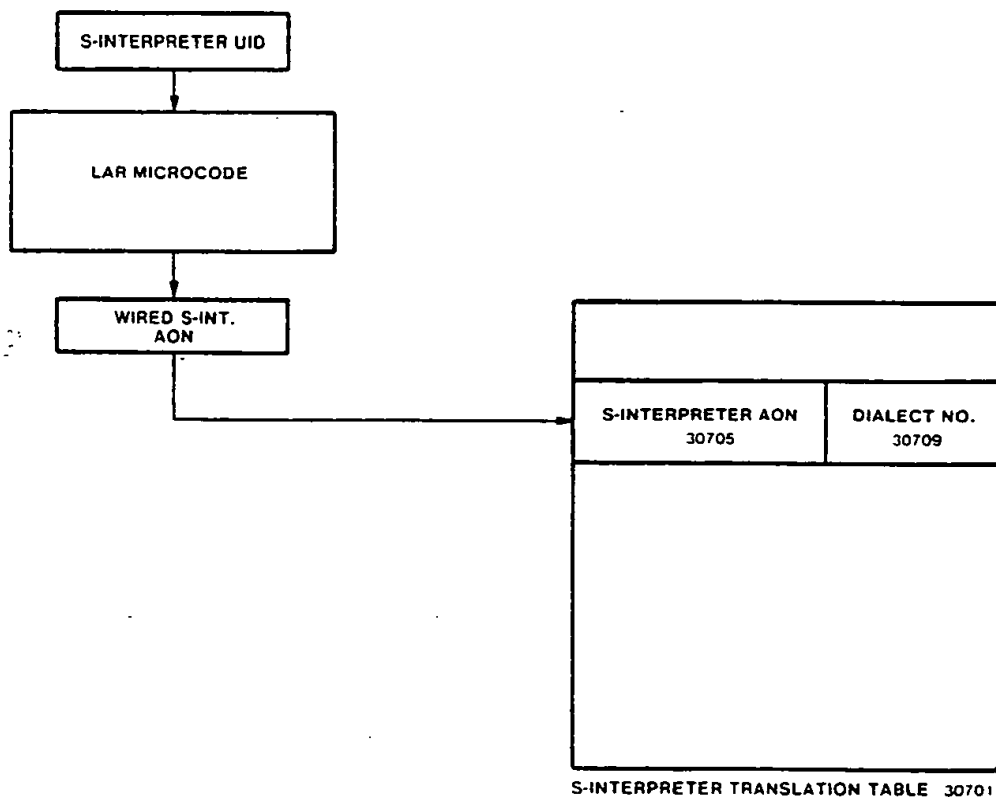 S-INTERPRETER UID
LAR MICROCODE
WIRED S-INT.
AON
S-INTERPRETER AON
30705
DIALECT NO.
30709
S-INTERPRETER TRANSLATION TABLE 30701